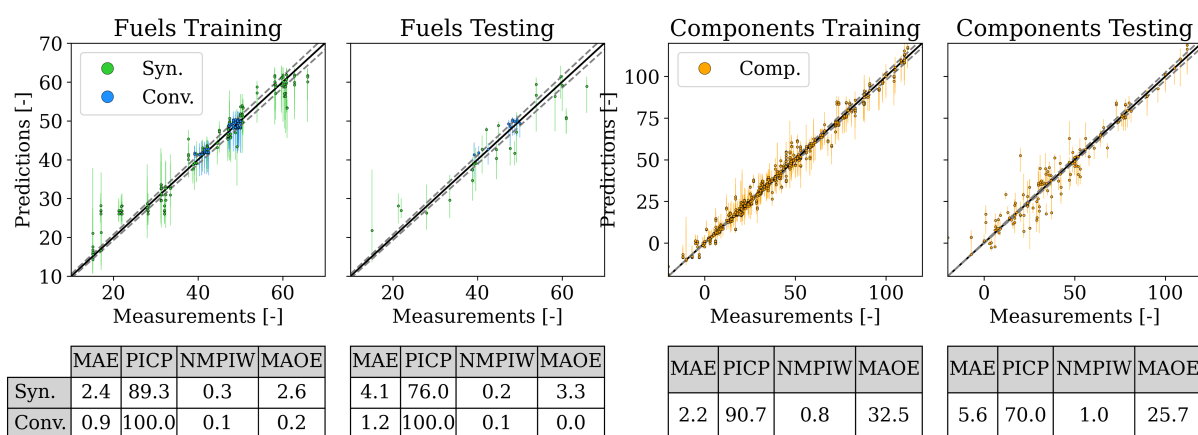 Fuels Training
Fuels Testing
Components Training
Components Testing
Predictions [-]
70
60
50
40
30
20
10
Syn.
Conv.
20 40 60
Measurements [-]
20 40 60
Measurements [-]
Predictions [-]
100
75
50
25
0
Comp.
0 50 100
Measurements [-]
0 50 100
Measurements [-]
MAE PICP NMPIW MAOE
Syn. 2.4 89.3 0.3 2.6
Conv. 0.9 100.0 0.1 0.2
MAE PICP NMPIW MAOE
4.1 76.0 0.2 3.3
1.2 100.0 0.1 0.0
MAE PICP NMPIW MAOE
2.2 90.7 0.8 32.5
MAE PICP NMPIW MAOE
5.6 70.0 1.0 25.7